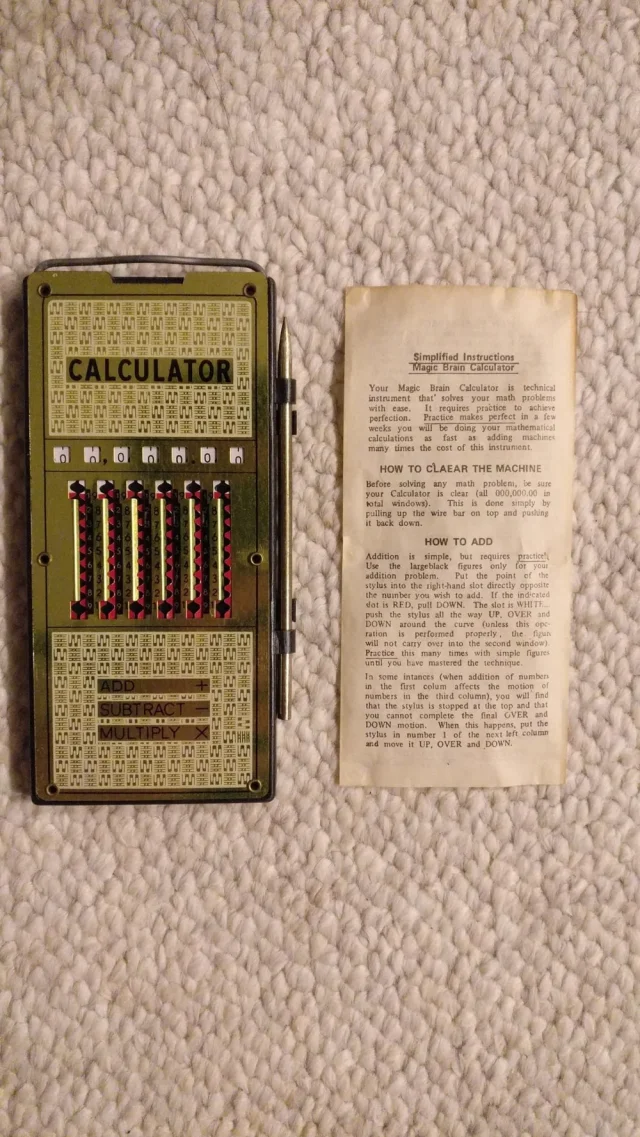 CALCULATOR
0 0,0 0 0.0 0
ADD +
SUBTRACT −
MULTIPLY X
Simplified Instructions
Magic Brain Calculator
Your Magic Brain Calculator is technical
instrument that solves your math problems
with ease. It requires practice to achieve
perfection. Practice makes perfect in a few
weeks you will be doing your mathematical
calculations as fast as adding machines
many times the cost of this instrument.
HOW TO CLAEAR THE MACHINE
Before solving any math problem, be sure
your Calculator is clear (all 000,000.00 in
total windows). This is done simply by
pulling up the wire bar on top and pushing
it back down.
HOW TO ADD
Addition is simple, but requires practice!
Use the largeblack figures only for your
addition problem. Put the point of the
stylus into the right-hand slot directly opposite
the number you wish to add. If the indicated
slot is RED, pull DOWN. The slot is WHITE,
push the stylus all the way UP, OVER and
DOWN around the curve (unless this ope-
ration is performed properly, the figure
will not carry over into the second window).
Practice this many times with simple figures
until you have mastered the technique.
In some intances (when addition of numbers
in the first colum affects the motion of
numbers in the third column), you will find
that the stylus is stopped at the top and that
you cannot complete the final OVER and
DOWN motion. When this happens, put the
stylus in number 1 of the next left column
and move it UP, OVER and DOWN.